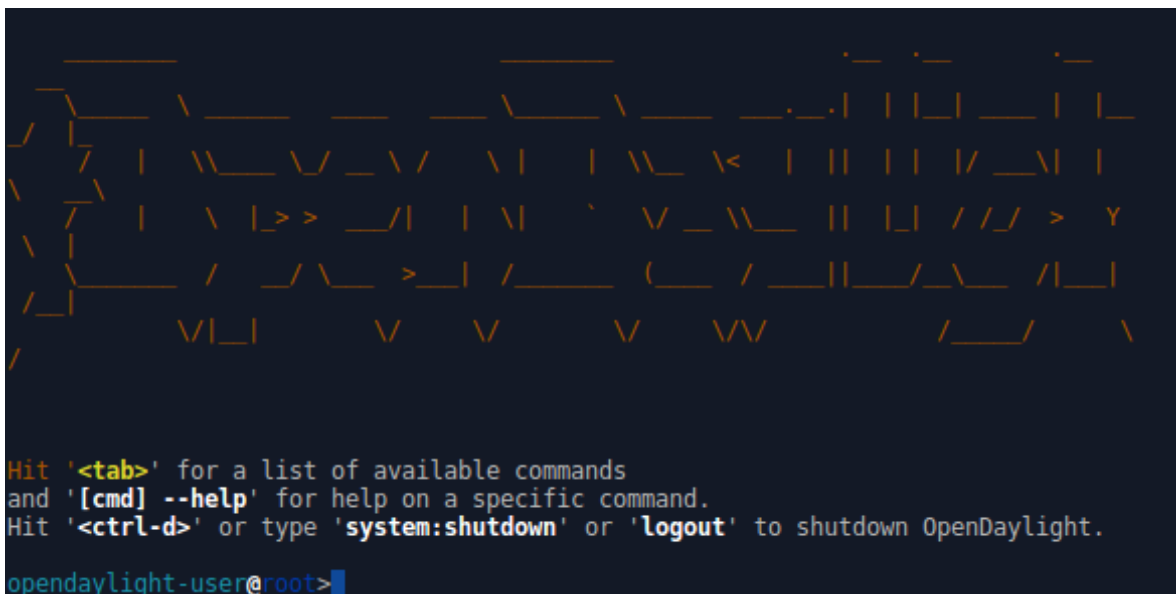 Hit '<tab>' for a list of available commands
and '[cmd] --help' for help on a specific command.
Hit '<ctrl-d>' or type 'system:shutdown' or 'logout' to shutdown OpenDaylight.
opendaylight-user@root>